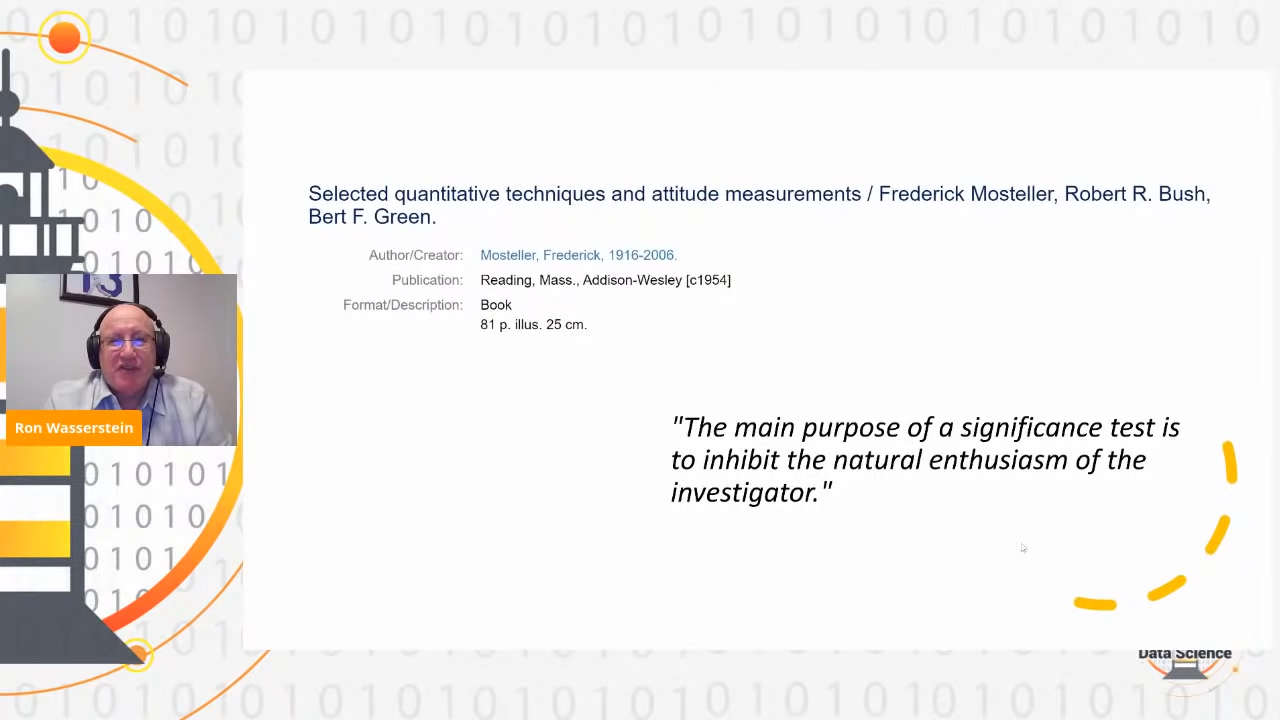 Selected quantitative techniques and attitude measurements / Frederick Mosteller, Robert R. Bush,
Bert F. Green.
Author/Creator: Mosteller, Frederick, 1916-2006.
Publication: Reading, Mass., Addison-Wesley [c1954]
Format/Description: Book
81 p. illus. 25 cm.
13
Ron Wasserstein
"The main purpose of a significance test is
to inhibit the natural enthusiasm of the
investigator."
Data Science